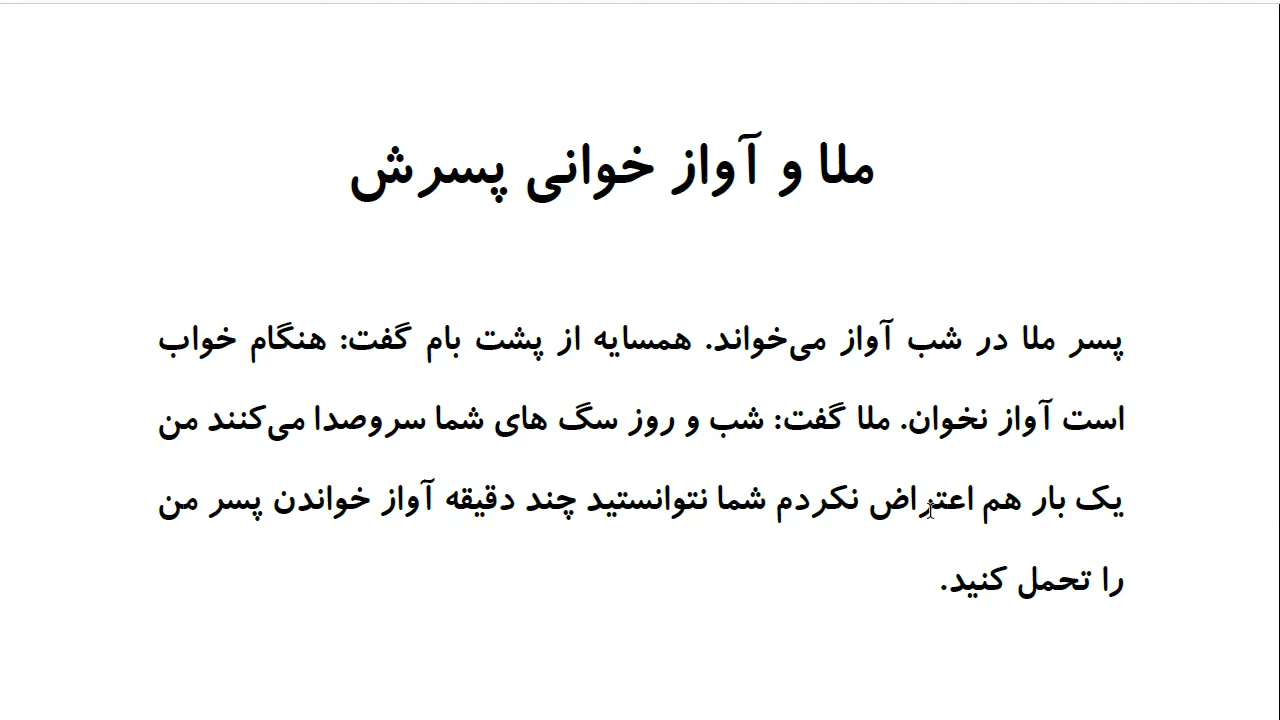 ملا و آواز خوانی پسرش
پسر ملا در شب آواز می‌خواند. همسایه از پشت بام گفت: هنگام خواب
است آواز نخوان. ملا گفت: شب و روز سگ های شما سروصدا می‌کنند من
یک بار هم اعتراض نکردم شما نتوانستید چند دقیقه آواز خواندن پسر من
را تحمل کنید.